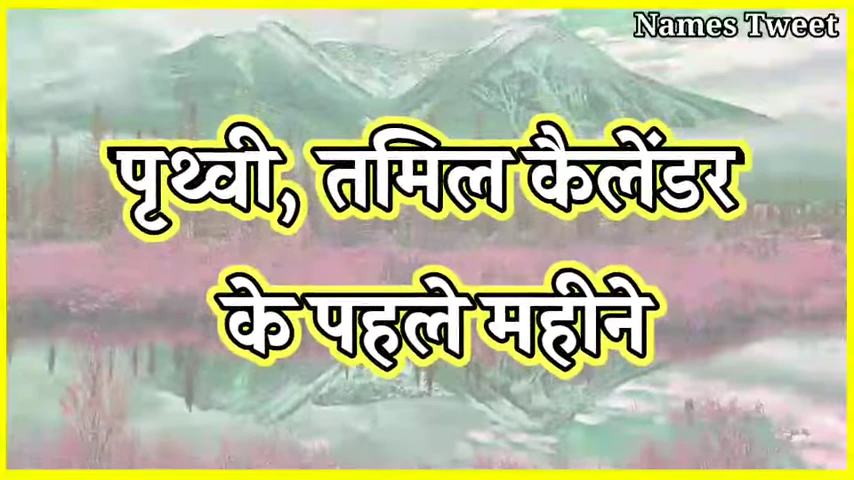 Names Tweet
पृथ्वी, तमिल कैलेंडर
के पहले महीने